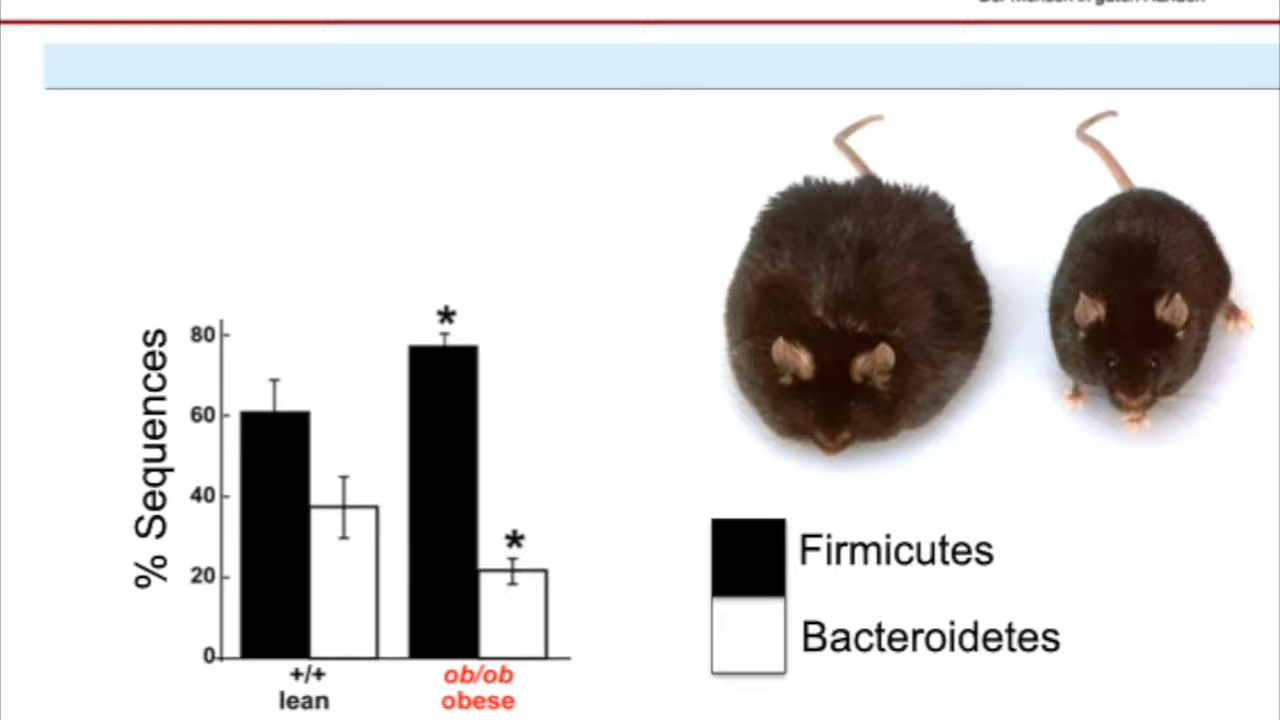 80
60
40
20
0
% Sequences
*
*
+/+
lean
ob/ob
obese
Firmicutes
Bacteroidetes